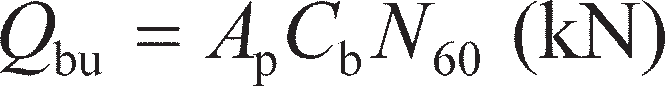 Q_bu = A_p C_b N_60 (kN)